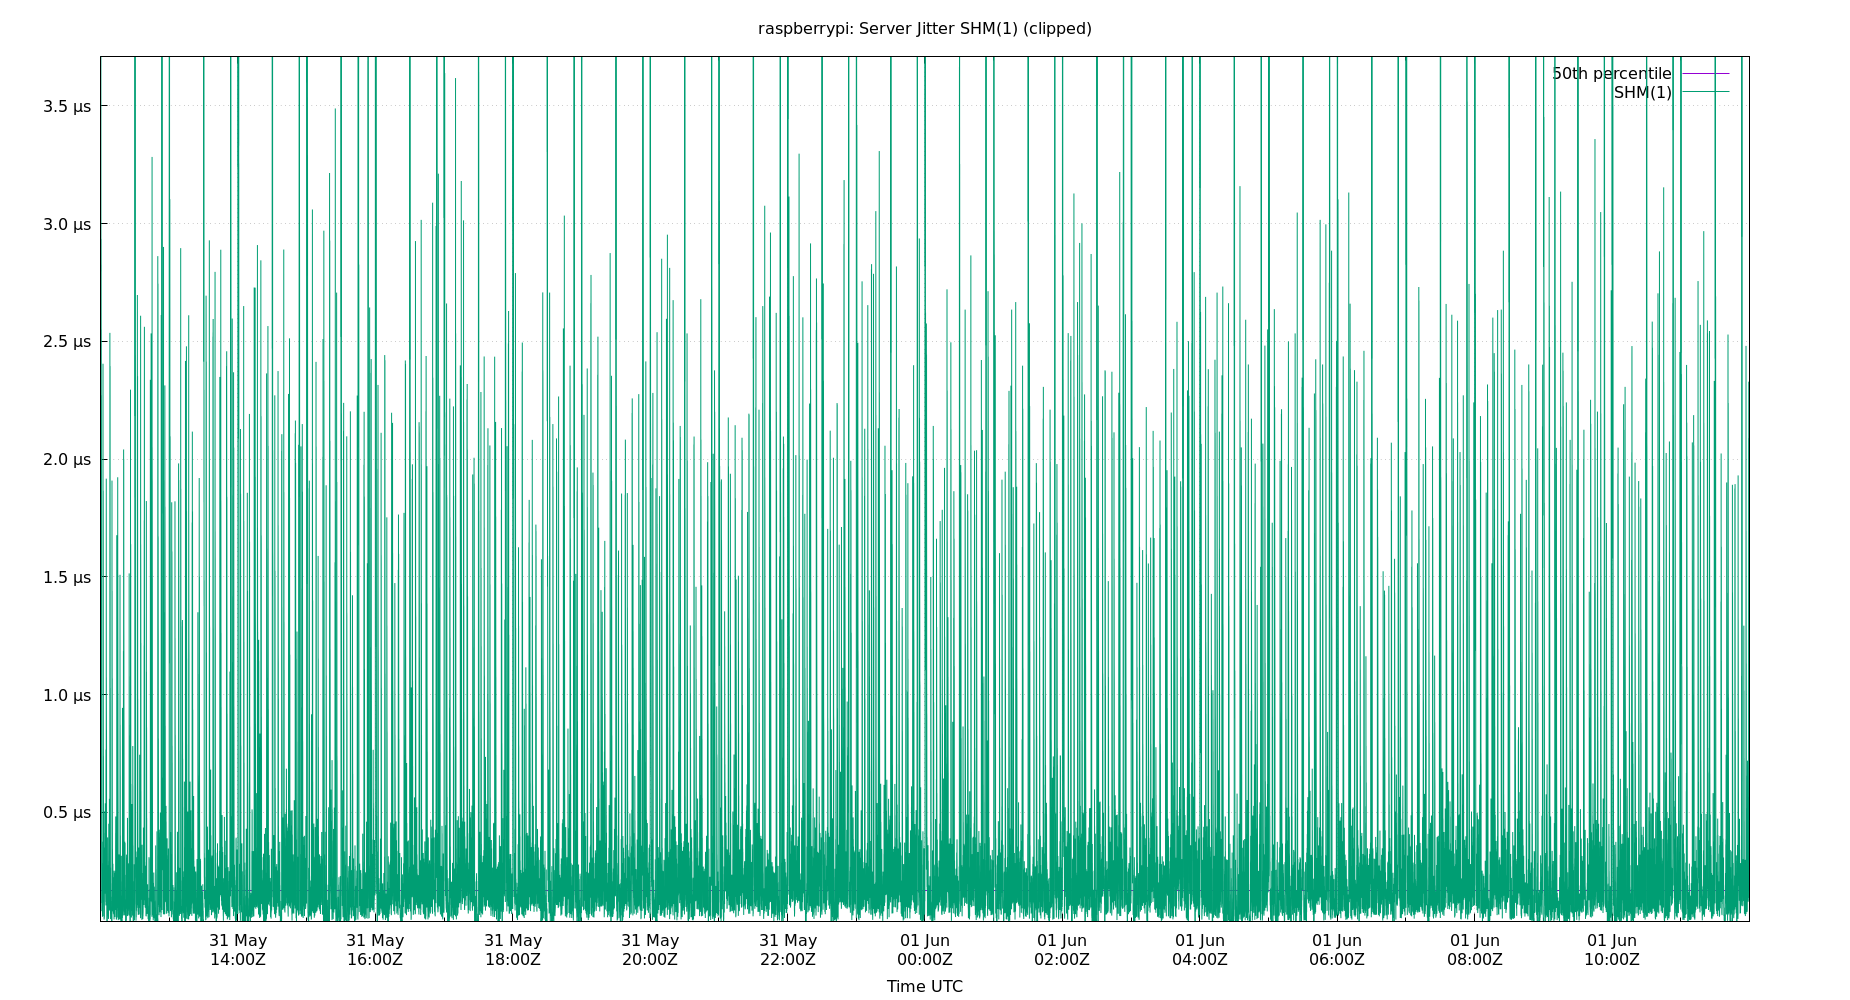 raspberrypi: Server Jitter SHM(1) (clipped)
50th percentile
SHM(1)
3.5 µs
3.0 µs
2.5 µs
2.0 µs
1.5 µs
1.0 µs
0.5 µs
31 May 31 May 31 May 31 May 31 May 01 Jun 01 Jun 01 Jun 01 Jun 01 Jun 01 Jun
14:00Z 16:00Z 18:00Z 20:00Z 22:00Z 00:00Z 02:00Z 04:00Z 06:00Z 08:00Z 10:00Z
Time UTC